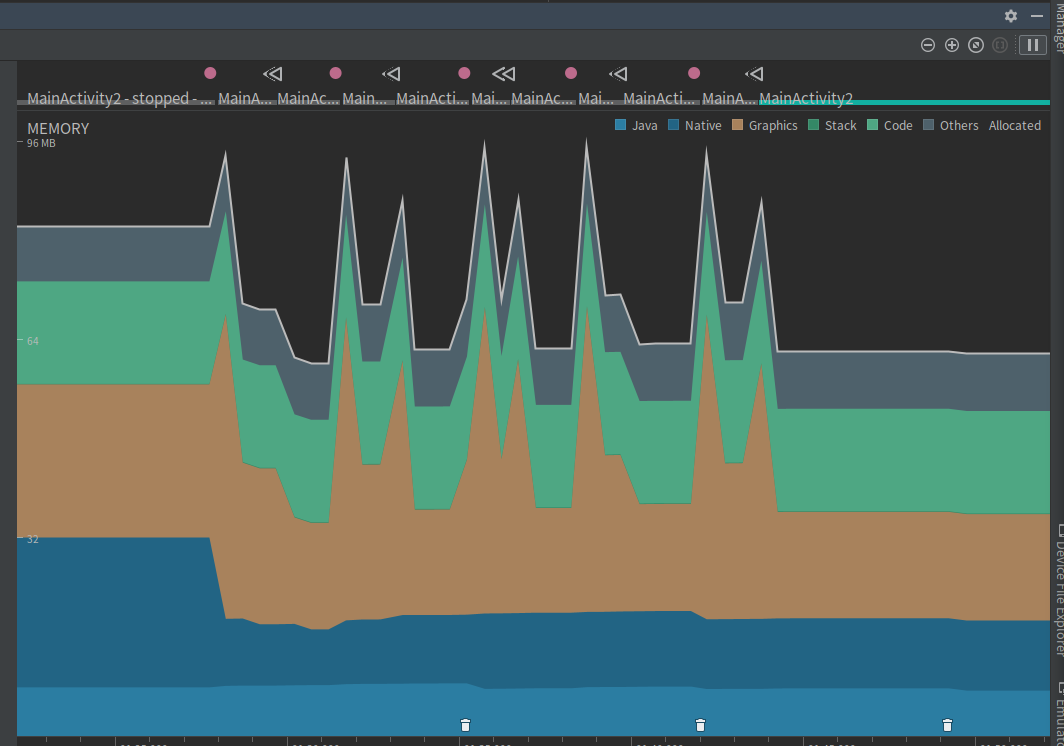 MainActivity2 - stopped - ... MainA... MainAc... Main... MainActi... Mai... MainAc... Mai... MainActi... MainA... MainActivity2
MEMORY
Java Native Graphics Stack Code Others Allocated
96 MB
64
32
Manager
Device File Explorer